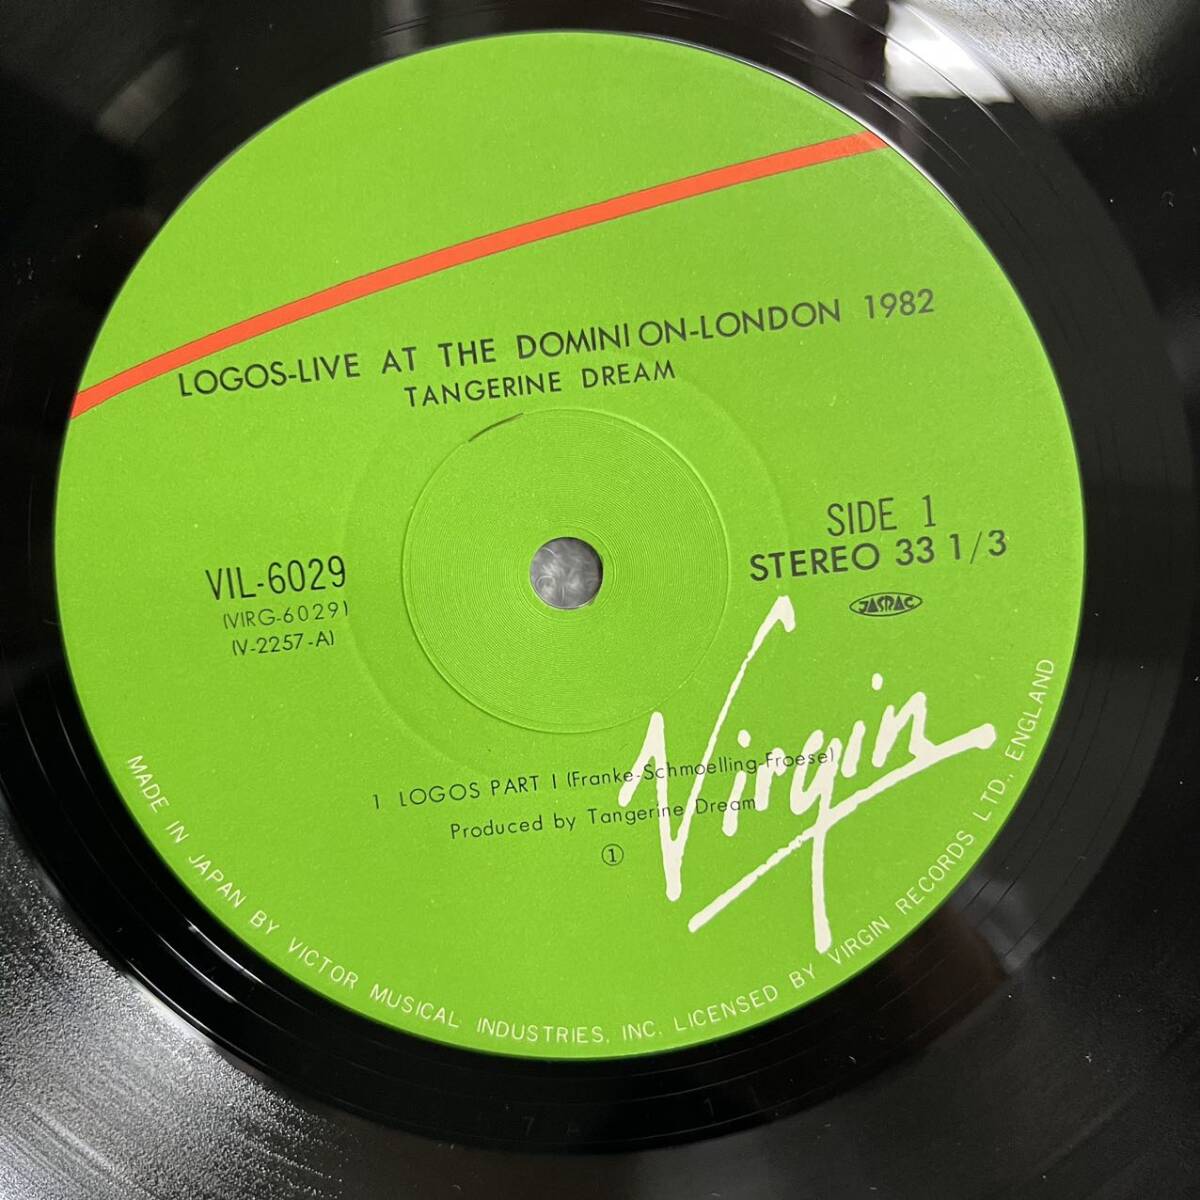 LOGOS-LIVE AT THE DOMINI ON-LONDON 1982
TANGERINE DREAM
SIDE 1
STEREO 33 1/3
JASRAC
VIL-6029
(VIRG-6029)
(V-2257-A)
Virgin
1 LOGOS PART I (Franke-Schmoelling-Froese)
Produced by Tangerine Dream
①
MADE IN JAPAN BY VICTOR MUSICAL INDUSTRIES, INC. LICENSED BY VIRGIN RECORDS LTD., ENGLAND